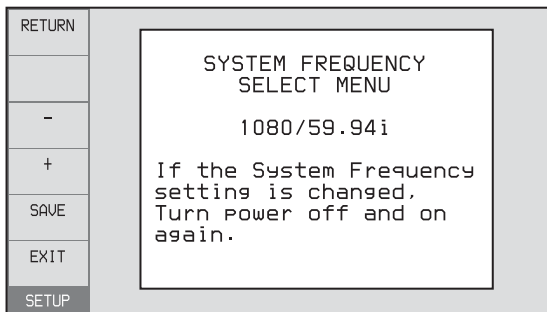 RETURN
-
+
SAVE
EXIT
SETUP
SYSTEM FREQUENCY
SELECT MENU
1080/59.94i
If the System Frequency
setting is changed,
Turn power off and on
again.